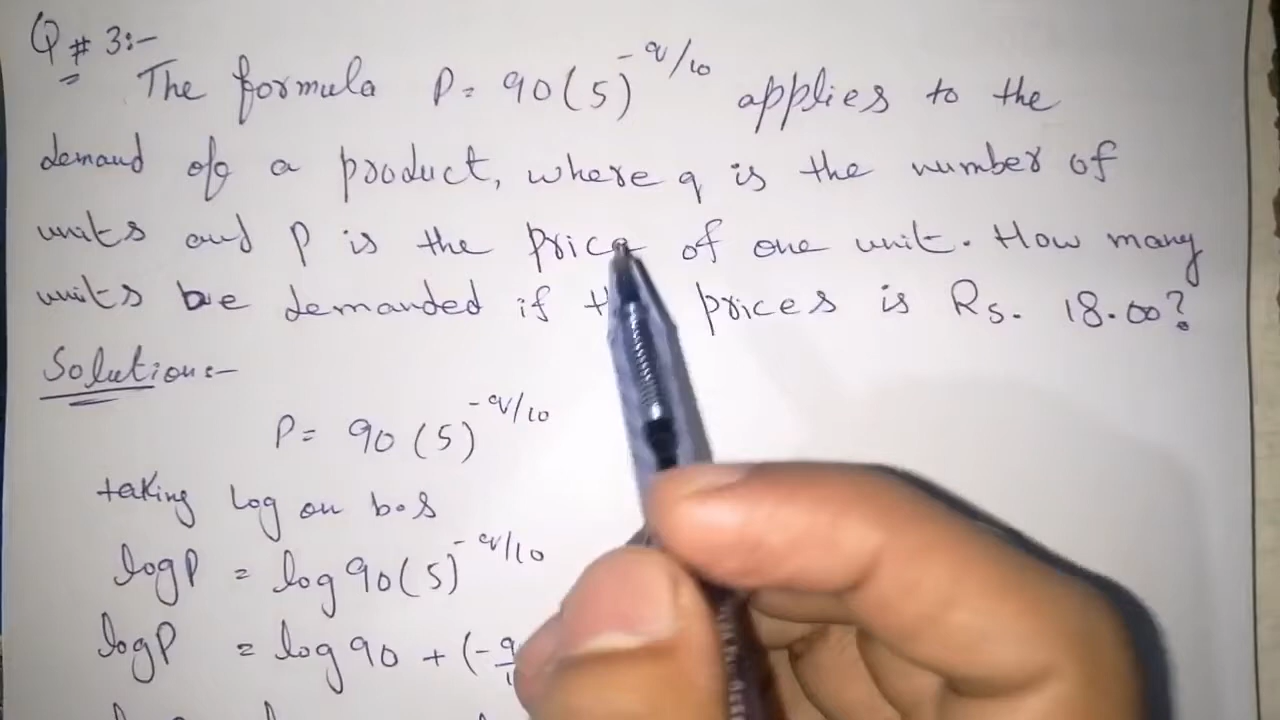 Q # 3:-
The formula P = 90(5)^-q/10 applies to the
demand of a product, where q is the number of
units and P is the price of one unit. How many
units be demanded if prices is Rs. 18.00?
Solution:-
P = 90 (5)^-q/10
taking log on b.s
log P = log 90(5)^-q/10
log P = log 90 + (-q